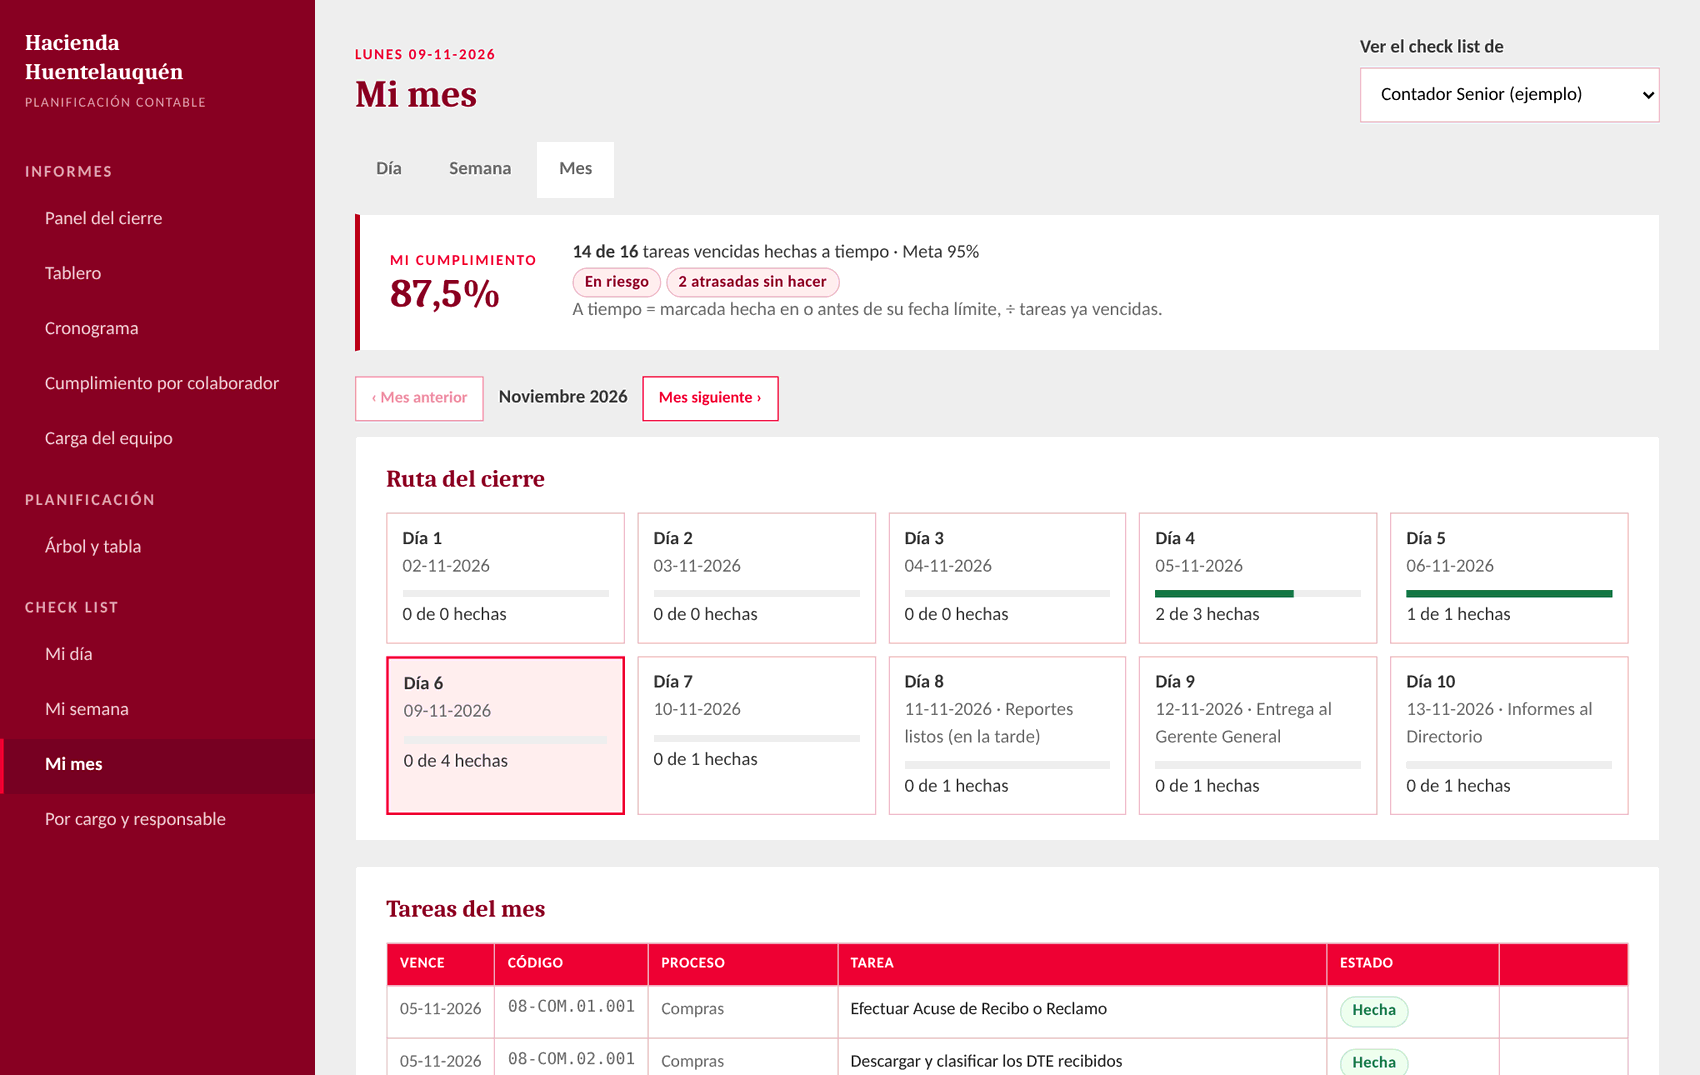 Hacienda
Huentelauquén
PLANIFICACIÓN CONTABLE
INFORMES
Panel del cierre
Tablero
Cronograma
Cumplimiento por colaborador
Carga del equipo
PLANIFICACIÓN
Árbol y tabla
CHECK LIST
Mi día
Mi semana
Mi mes
Por cargo y responsable
LUNES 09-11-2026
Mi mes
Ver el check list de
Contador Senior (ejemplo)
Día Semana Mes
MI CUMPLIMIENTO
87,5%
14 de 16 tareas vencidas hechas a tiempo · Meta 95%
En riesgo 2 atrasadas sin hacer
A tiempo = marcada hecha en o antes de su fecha límite, ÷ tareas ya vencidas.
‹ Mes anterior Noviembre 2026 Mes siguiente ›
Ruta del cierre
Día 1
02-11-2026
0 de 0 hechas
Día 2
03-11-2026
0 de 0 hechas
Día 3
04-11-2026
0 de 0 hechas
Día 4
05-11-2026
2 de 3 hechas
Día 5
06-11-2026
1 de 1 hechas
Día 6
09-11-2026
0 de 4 hechas
Día 7
10-11-2026
0 de 1 hechas
Día 8
11-11-2026 · Reportes
listos (en la tarde)
0 de 1 hechas
Día 9
12-11-2026 · Entrega al
Gerente General
0 de 1 hechas
Día 10
13-11-2026 · Informes al
Directorio
0 de 1 hechas
Tareas del mes
VENCE CÓDIGO PROCESO TAREA ESTADO
05-11-2026 08-COM.01.001 Compras Efectuar Acuse de Recibo o Reclamo Hecha
05-11-2026 08-COM.02.001 Compras Descargar y clasificar los DTE recibidos Hecha